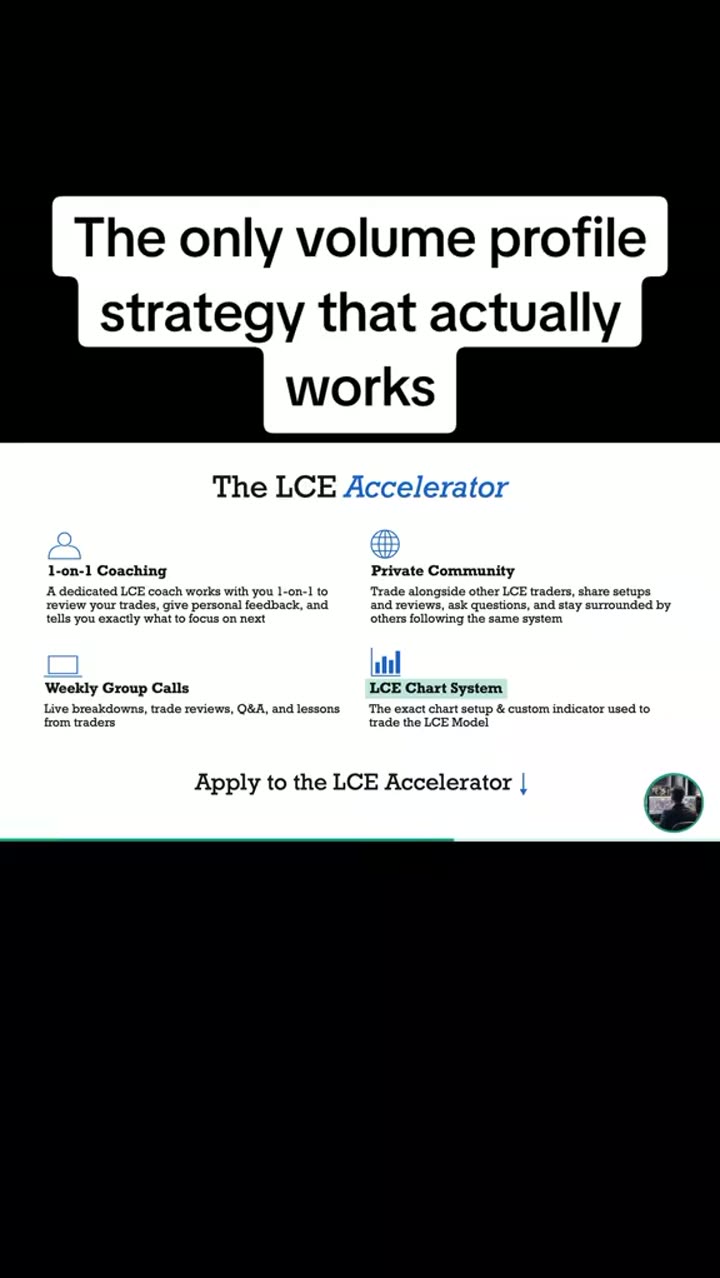 The only volume profile
strategy that actually
works
The LCE Accelerator
1-on-1 Coaching
A dedicated LCE coach works with you 1-on-1 to
review your trades, give personal feedback, and
tells you exactly what to focus on next
Private Community
Trade alongside other LCE traders, share setups
and reviews, ask questions, and stay surrounded by
others following the same system
Weekly Group Calls
Live breakdowns, trade reviews, Q&A, and lessons
from traders
LCE Chart System
The exact chart setup & custom indicator used to
trade the LCE Model
Apply to the LCE Accelerator ↓